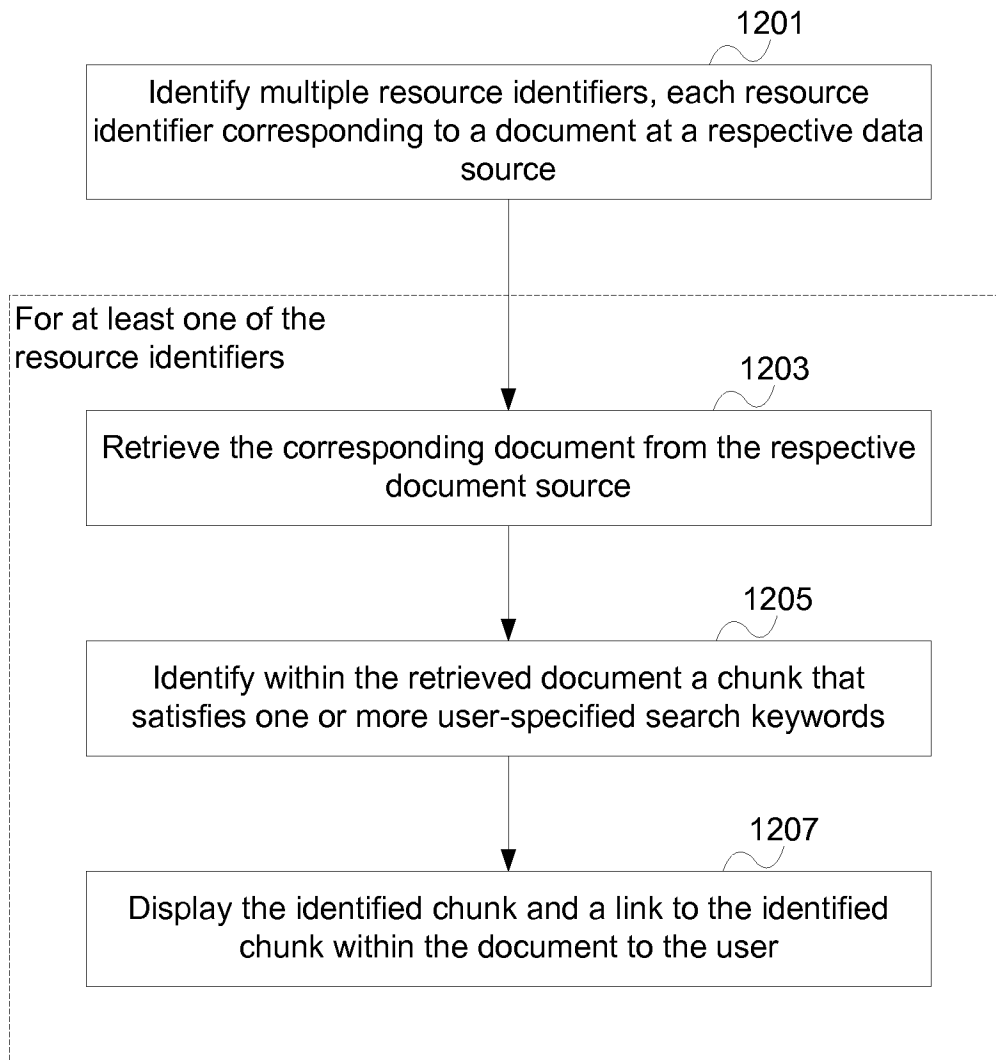 1201
Identify multiple resource identifiers, each resource
identifier corresponding to a document at a respective data
source
For at least one of the
resource identifiers
1203
Retrieve the corresponding document from the respective
document source
1205
Identify within the retrieved document a chunk that
satisfies one or more user-specified search keywords
1207
Display the identified chunk and a link to the identified
chunk within the document to the user